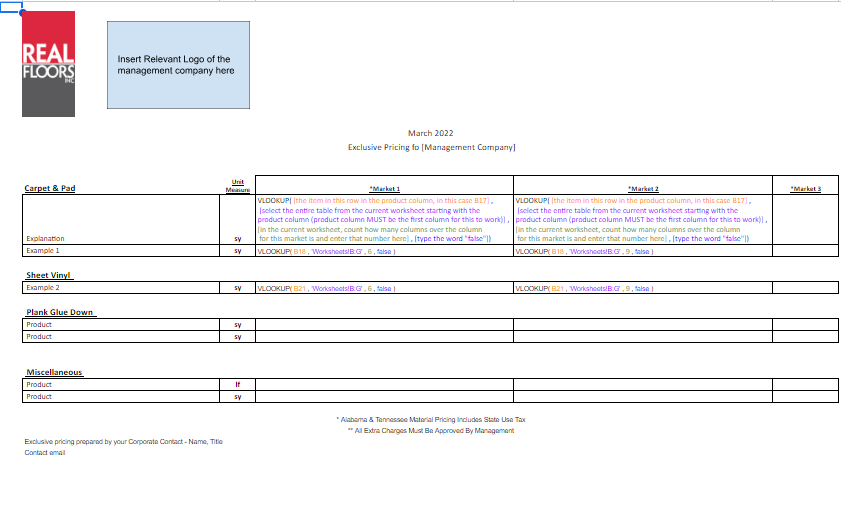 REAL
FLOORS
INC
Insert Relevant Logo of the
management company here
March 2022
Exclusive Pricing fo [Management Company]
Carpet & Pad
Unit
Measure
*Market 1
*Market 2
*Market 3
Explanation
sy
VLOOKUP( [the item in this row in the product column, in this case B17] ,
[select the entire table from the current worksheet starting with the
product column (product column MUST be the first column for this to work)] ,
[in the current worksheet, count how many columns over the column
for this market is and enter that number here] , [type the word "false"])
VLOOKUP( [the item in this row in the product column, in this case B17] ,
[select the entire table from the current worksheet starting with the
product column (product column MUST be the first column for this to work)] ,
[in the current worksheet, count how many columns over the column
for this market is and enter that number here] , [type the word "false"])
Example 1
sy
VLOOKUP( B18 , 'Worksheets!B:G' , 6 , false )
VLOOKUP( B18 , 'Worksheets!B:G' , 9 , false )
Sheet Vinyl
Example 2
sy
VLOOKUP( B21 , 'Worksheets!B:G' , 6 , false )
VLOOKUP( B21 , 'Worksheets!B:G' , 9 , false )
Plank Glue Down
Product
sy
Product
sy
Miscellaneous
Product
lf
Product
sy
* Alabama & Tennessee Material Pricing Includes State Use Tax
** All Extra Charges Must Be Approved By Management
Exclusive pricing prepared by your Corporate Contact - Name, Title
Contact email